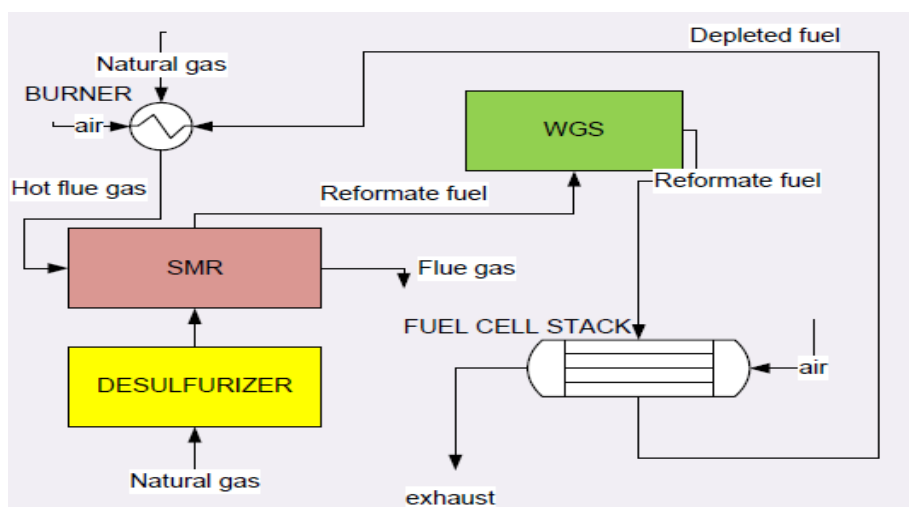 Depleted fuel
Natural gas
BURNER
air
WGS
Hot flue gas
Reformate fuel
Reformate fuel
SMR
Flue gas
FUEL CELL STACK
air
DESULFURIZER
Natural gas
exhaust